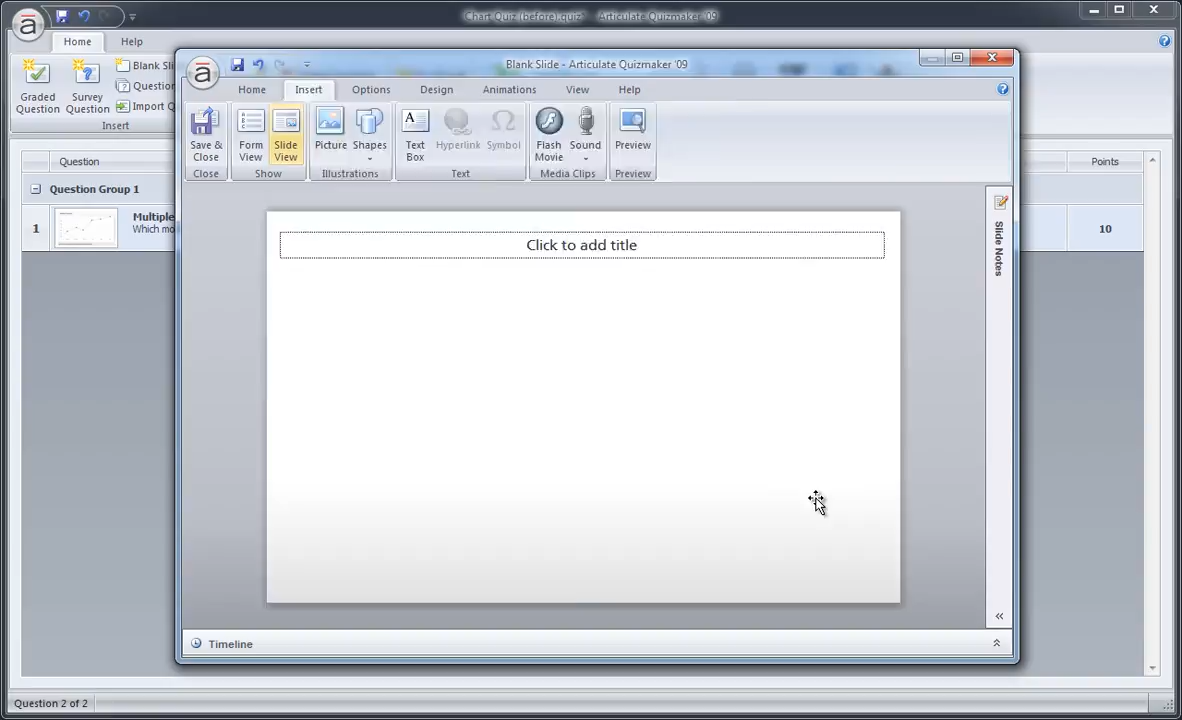 Chart Quiz (before).quiz* - Articulate Quizmaker '09
Home
Help
Graded Question
Survey Question
Blank Sli
Question
Import Q
Insert
Question
Points
Question Group 1
1
Multiple
Which mo
10
Blank Slide - Articulate Quizmaker '09
Home
Insert
Options
Design
Animations
View
Help
Save & Close
Form View
Slide View
Picture
Shapes
Text Box
Hyperlink
Symbol
Flash Movie
Sound
Preview
Close
Show
Illustrations
Text
Media Clips
Preview
Click to add title
Slide Notes
Timeline
Question 2 of 2